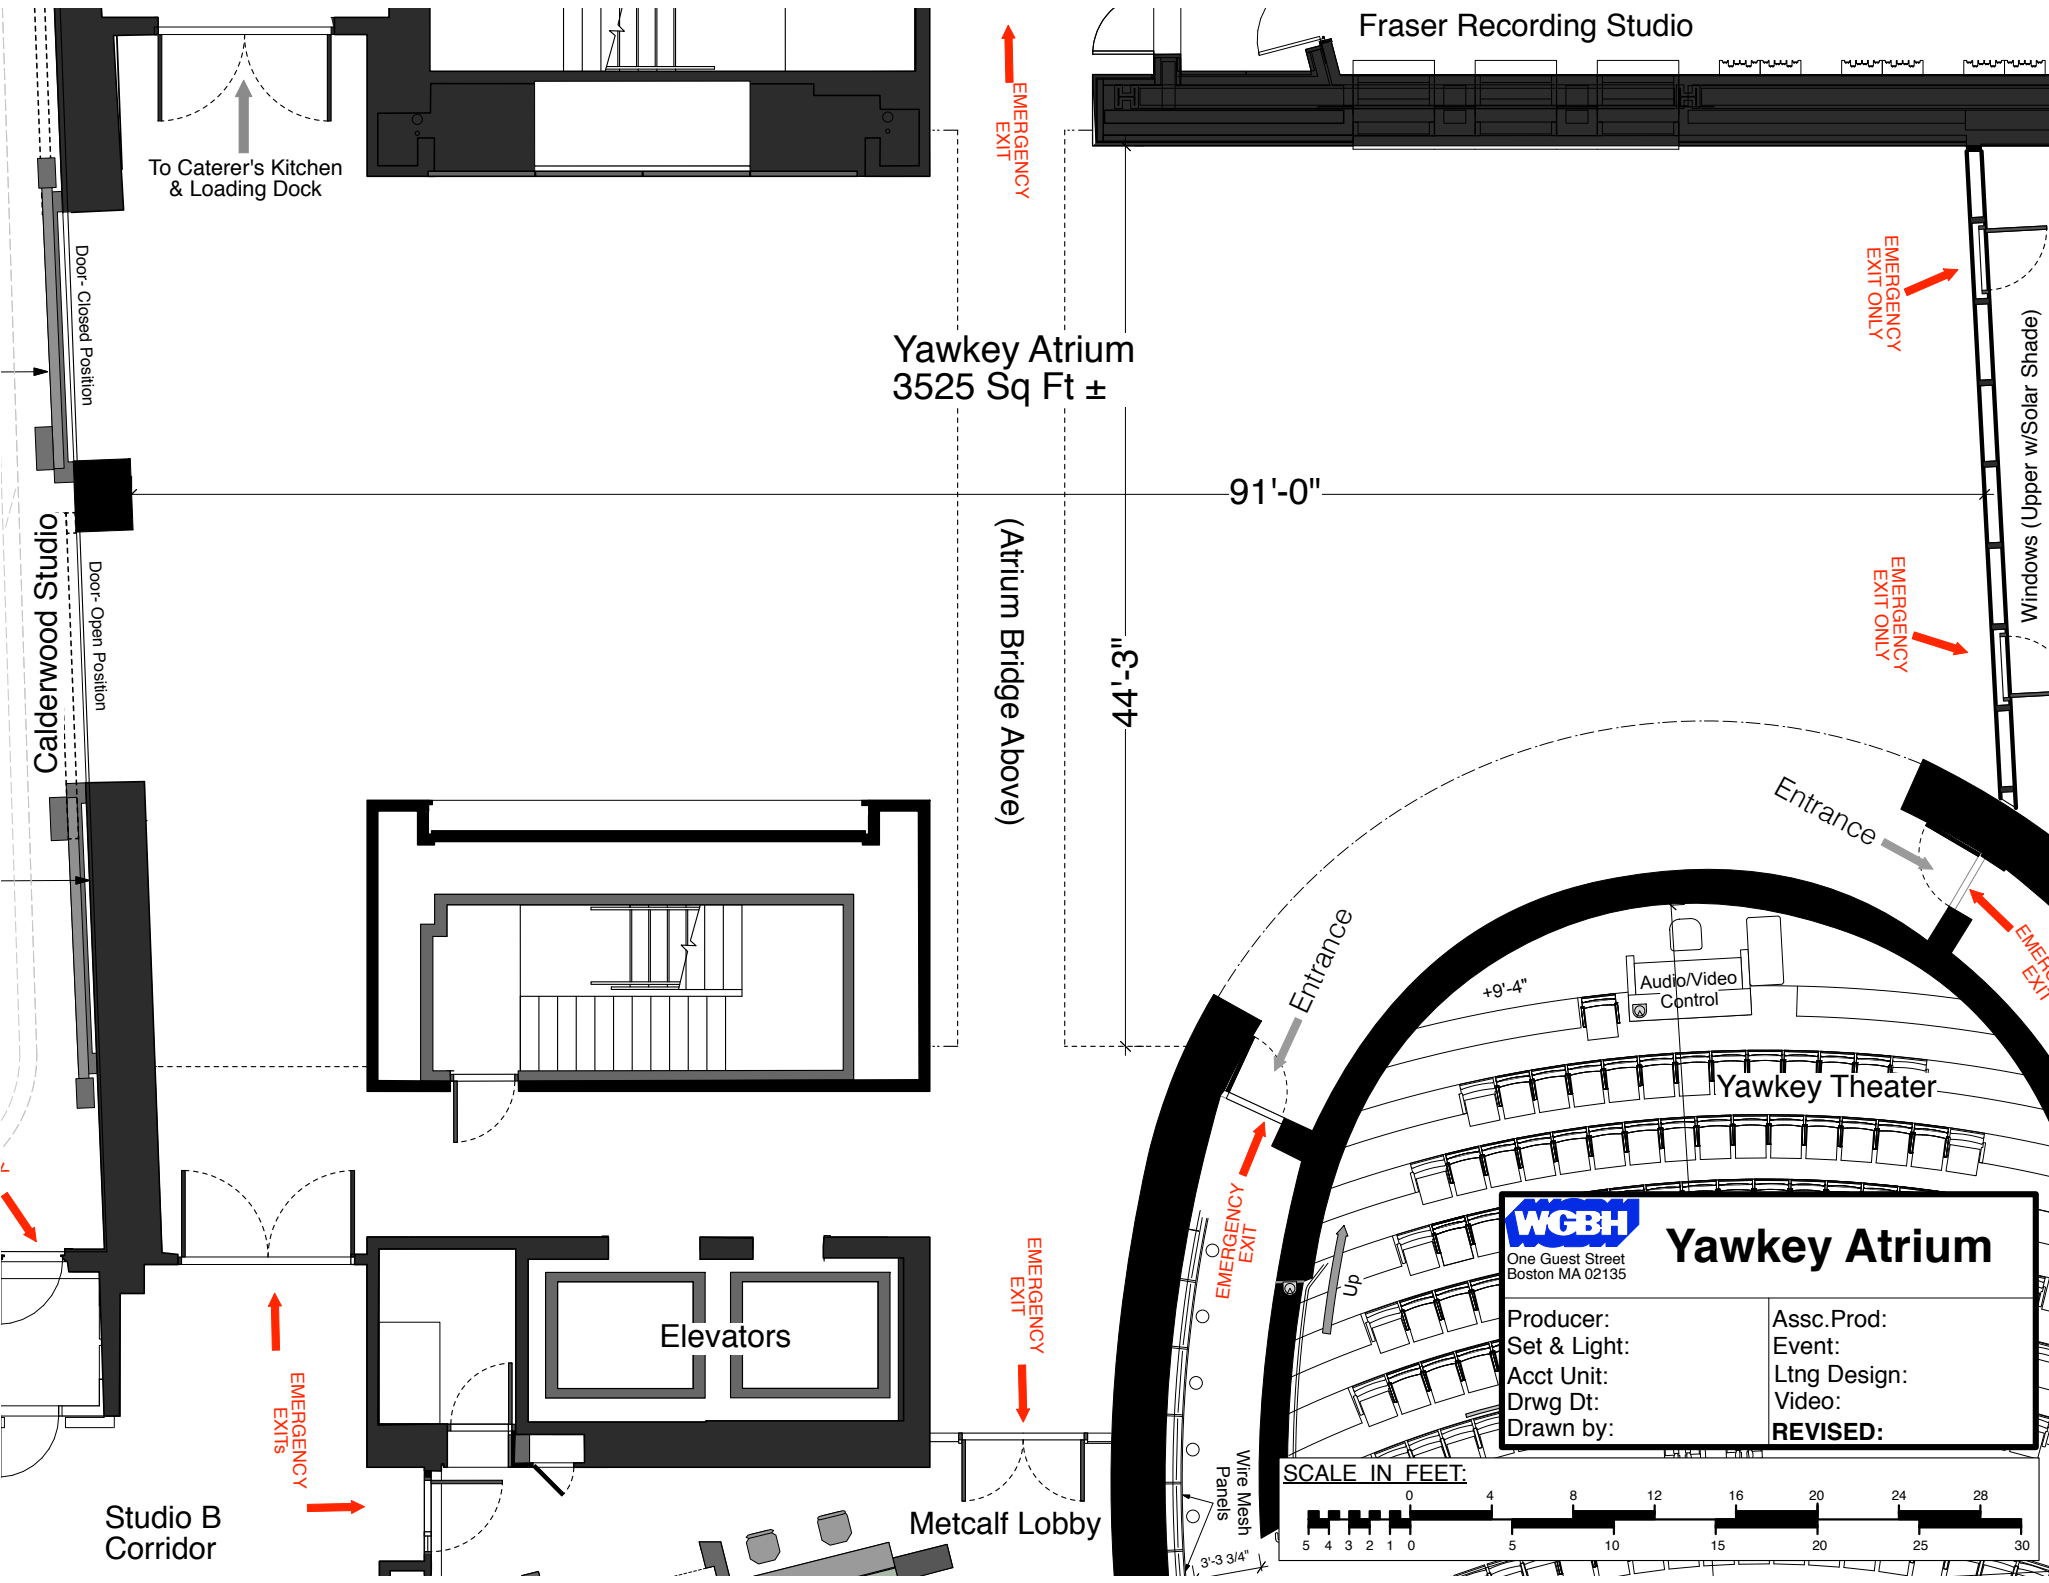 Fraser Recording Studio
EMERGENCY
EXIT
To Caterer's Kitchen
& Loading Dock
Door- Closed Position
EMERGENCY
EXIT ONLY
Windows (Upper w/Solar Shade)
Yawkey Atrium
3525 Sq Ft ±
91'-0"
Calderwood Studio
Door- Open Position
(Atrium Bridge Above)
44'-3"
EMERGENCY
EXIT ONLY
Entrance
Entrance
EXIT
+9'-4"
Audio/Video
Control
Yawkey Theater
EMERGENCY
EXIT
Up
EMERGENCY
EXIT
Elevators
EMERGENCY
EXITs
Studio B
Corridor
Metcalf Lobby
Wire Mesh
Panels
3'-3 3/4"
WGBH
One Guest Street
Boston MA 02135
Yawkey Atrium
Producer:
Set & Light:
Acct Unit:
Drwg Dt:
Drawn by:
Assc.Prod:
Event:
Ltng Design:
Video:
REVISED:
SCALE IN FEET:
0 4 8 12 16 20 24 28
5 4 3 2 1 0 5 10 15 20 25 30